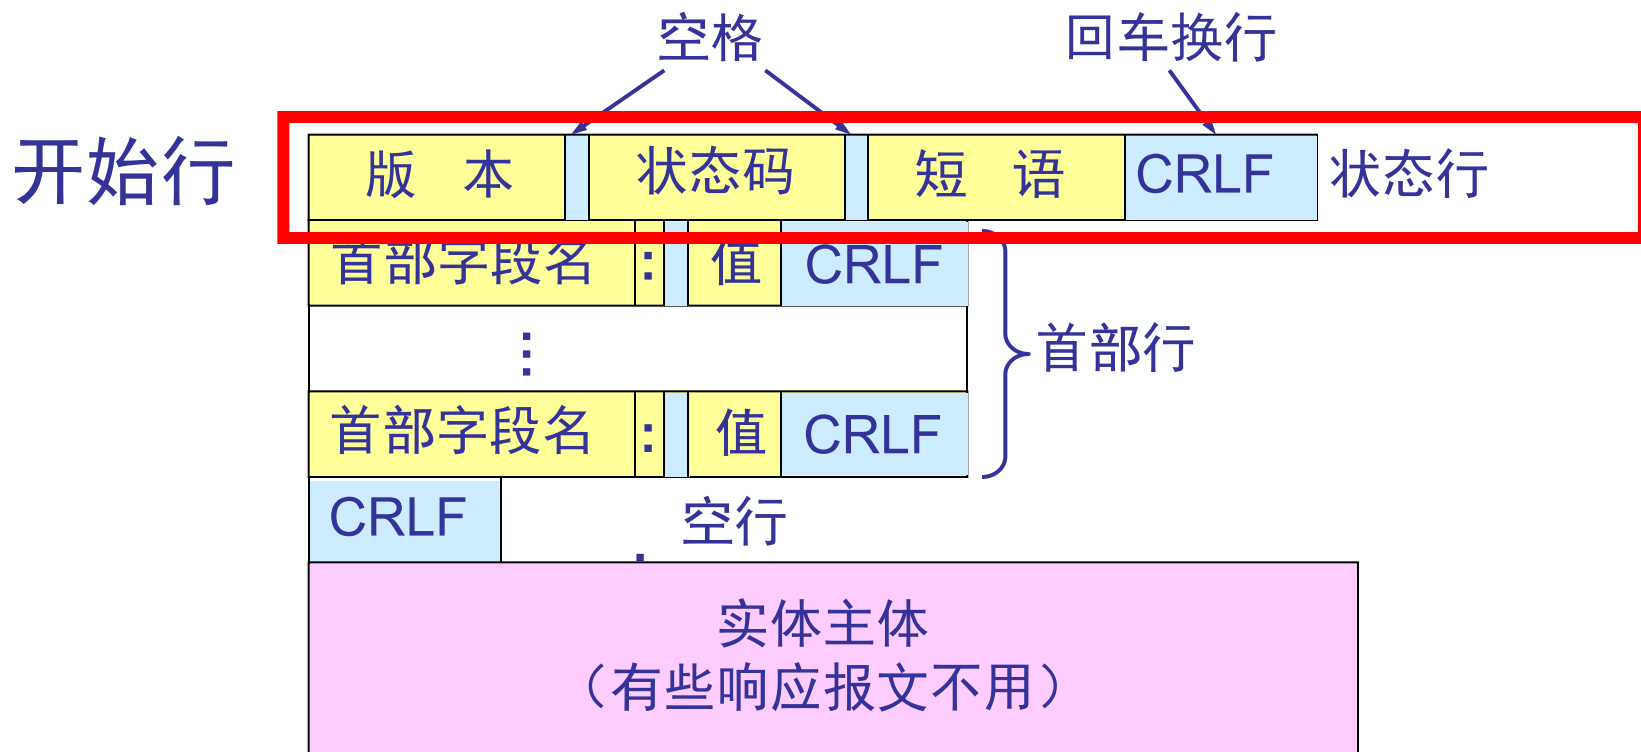 空格 回车换行
开始行 版 本 状态码 短 语 CRLF 状态行
首部字段名 : 值 CRLF
⋮ 首部行
首部字段名 : 值 CRLF
CRLF 空行
实体主体
（有些响应报文不用）